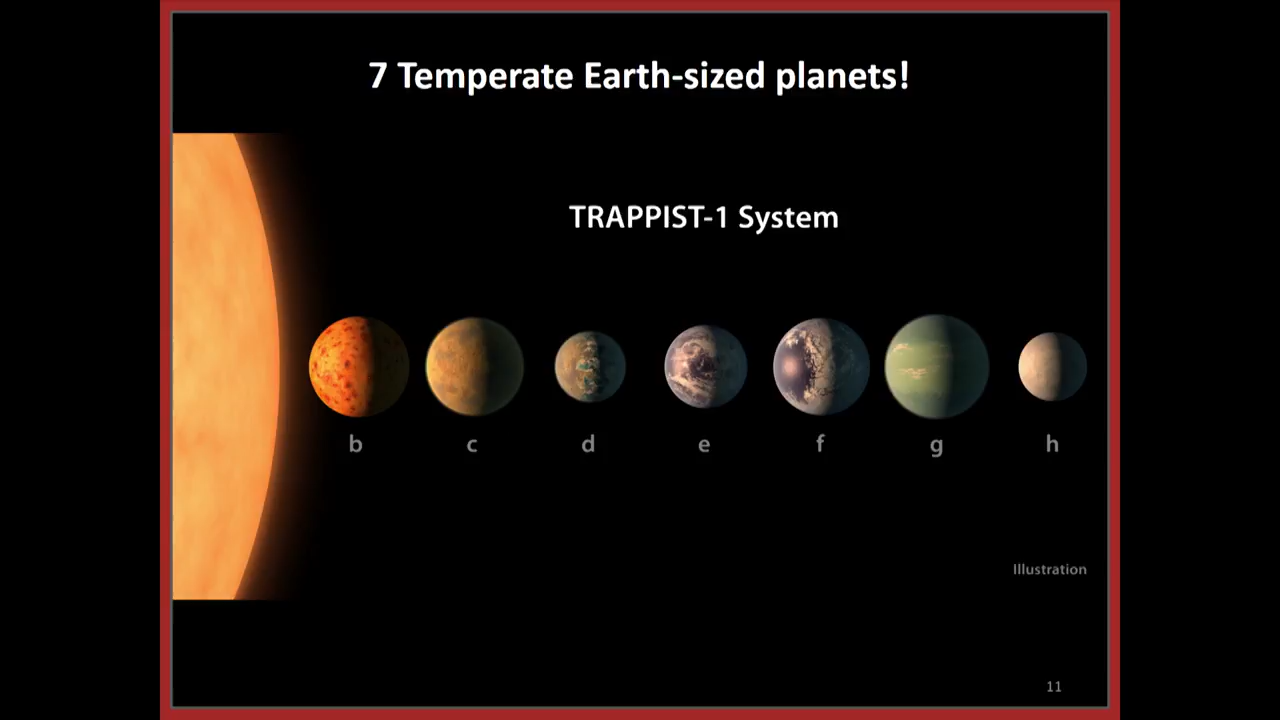 7 Temperate Earth-sized planets!
TRAPPIST-1 System
b c d e f g h
Illustration
11